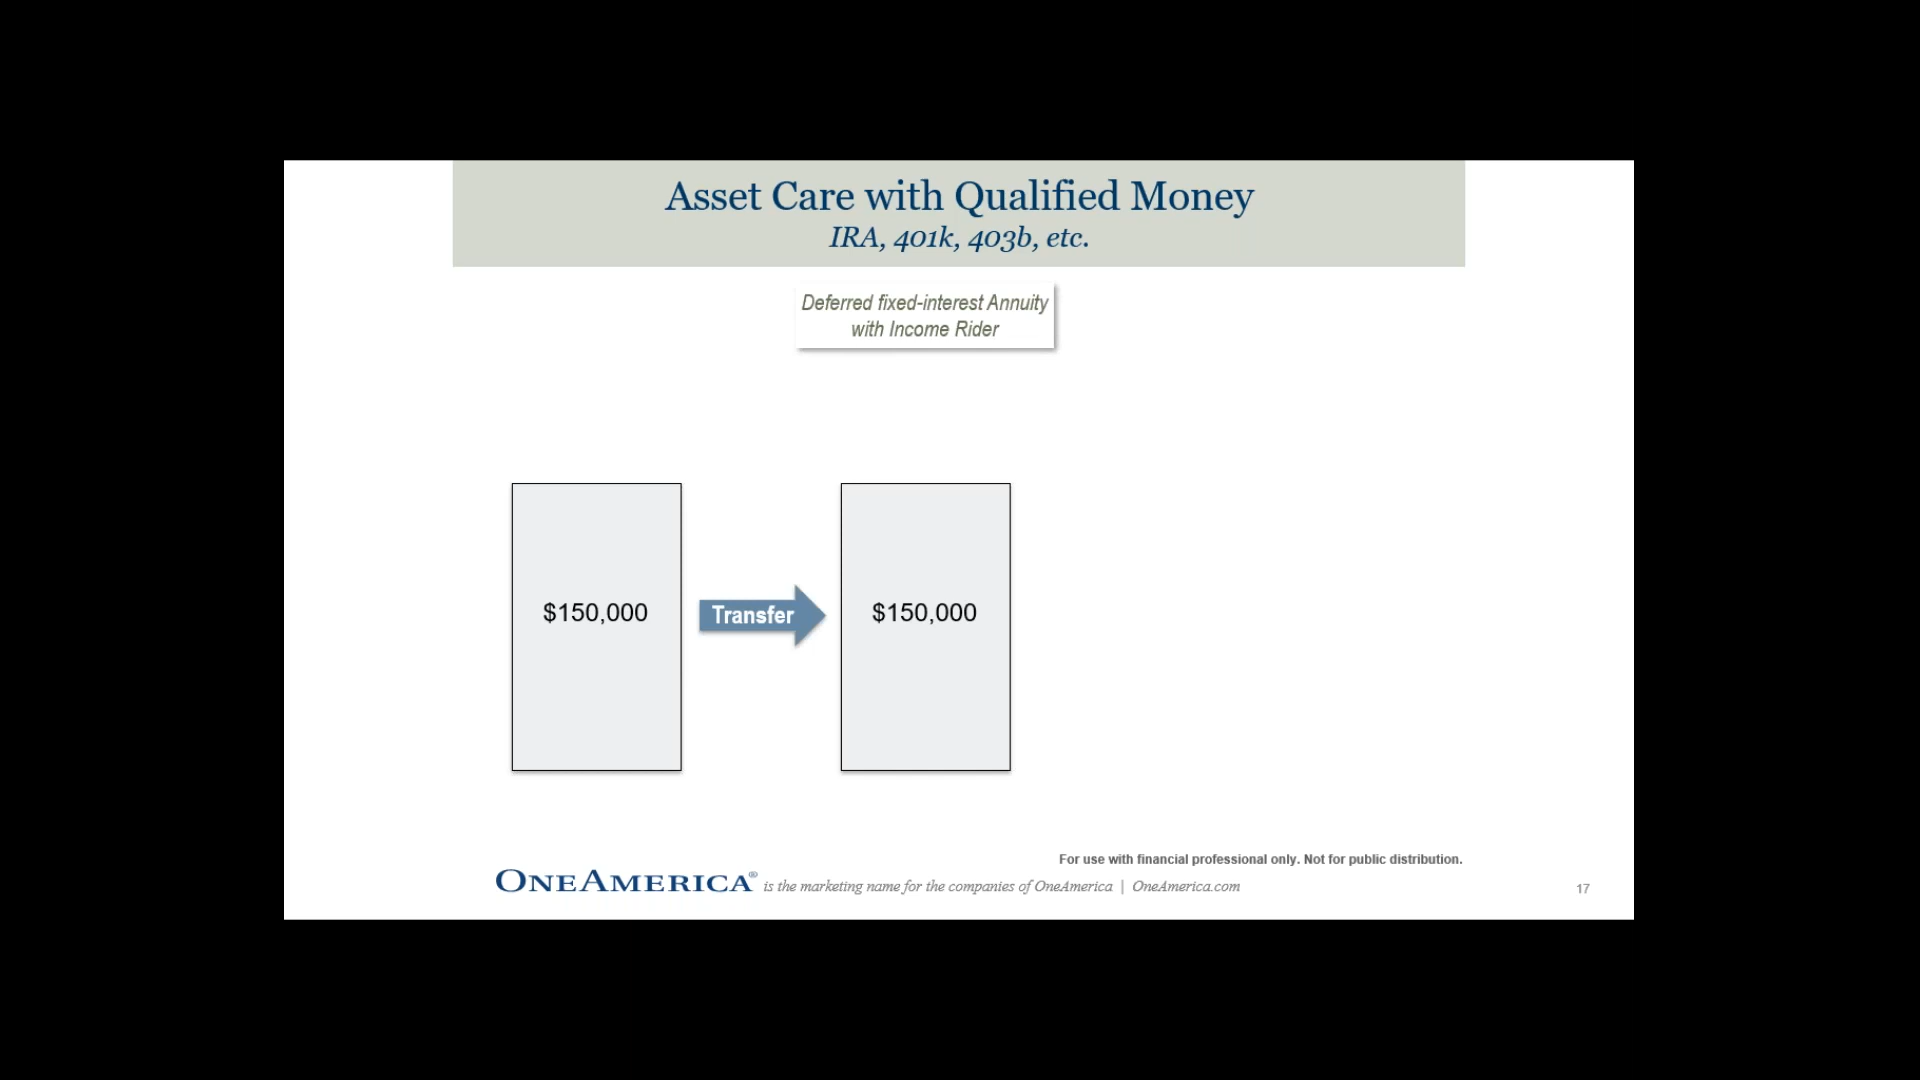 Asset Care with Qualified Money
IRA, 401k, 403b, etc.
Deferred fixed-interest Annuity
with Income Rider
$150,000
Transfer
$150,000
For use with financial professional only. Not for public distribution.
ONEAMERICA® is the marketing name for the companies of OneAmerica | OneAmerica.com
17